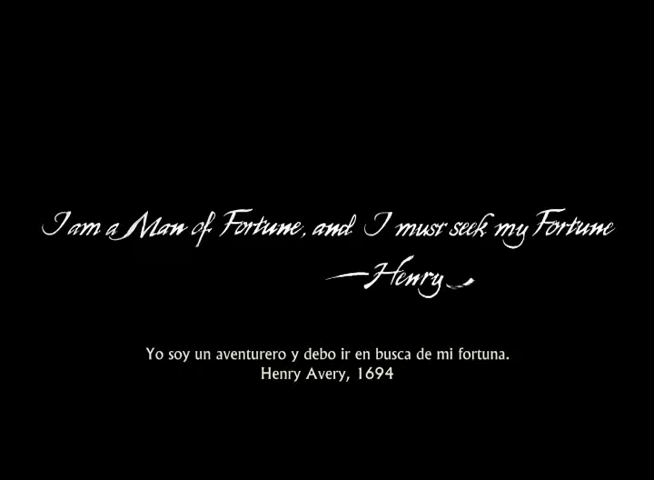 I am a Man of Fortune, and I must seek my Fortune
—Henry
Yo soy un aventurero y debo ir en busca de mi fortuna.
Henry Avery, 1694